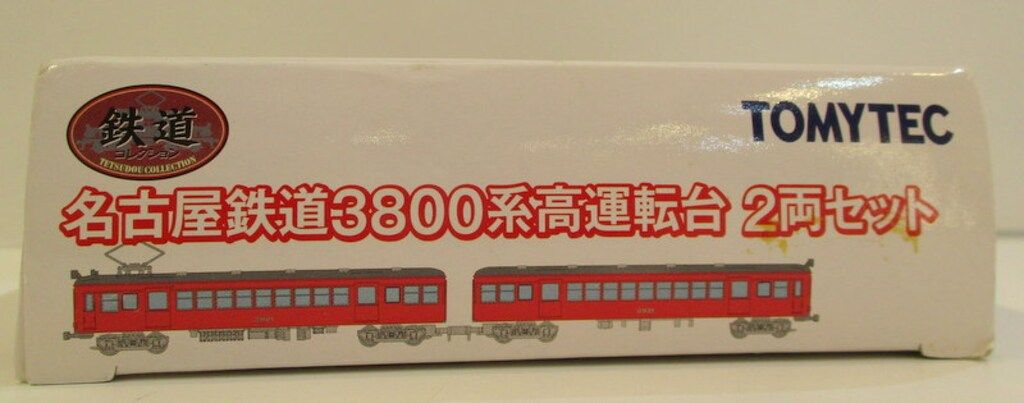 鉄道
コレクション
TETSUDOU COLLECTION
TOMYTEC
名古屋鉄道3800系高運転台 2両セット